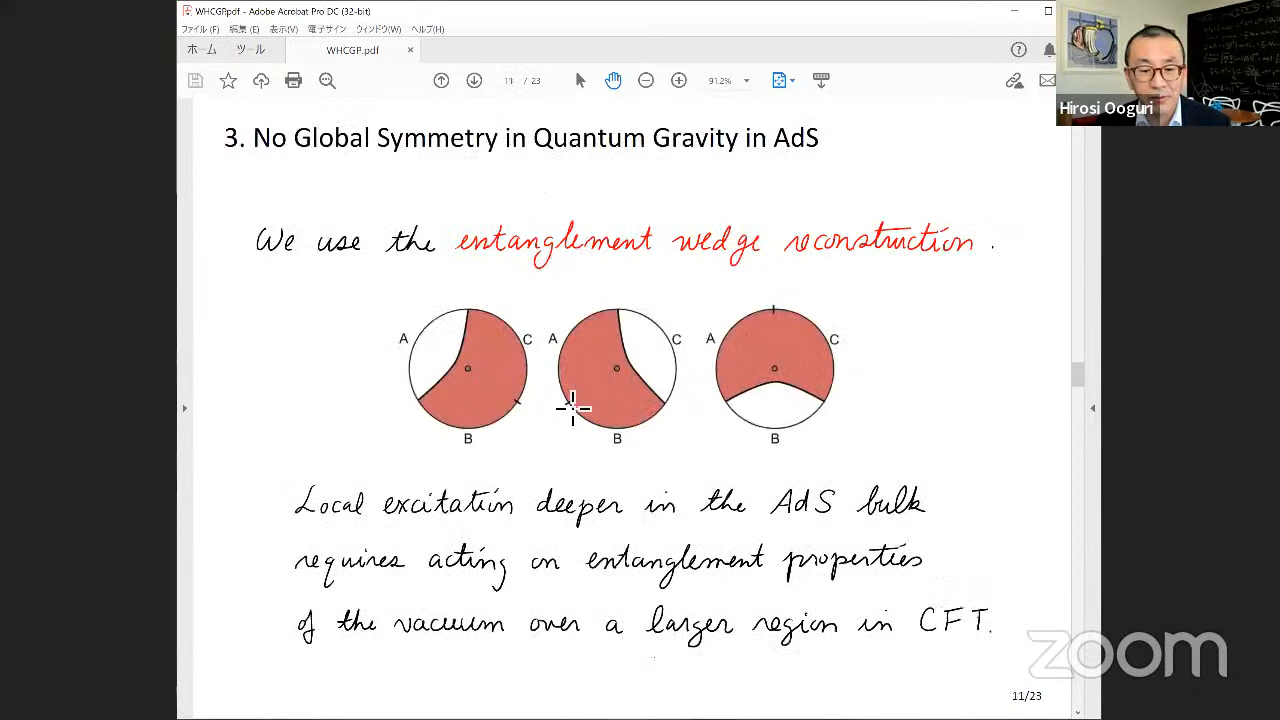 WHCGP.pdf - Adobe Acrobat Pro DC (32-bit)
ファイル(F) 編集(E) 表示(V) 電子サイン ウィンドウ(W) ヘルプ(H)
ホーム ツール WHCGP.pdf ×
11 / 23 91.2%
Hirosi Ooguri
3. No Global Symmetry in Quantum Gravity in AdS
We use the entanglement wedge reconstruction.
A C A C A C
B B B
Local excitation deeper in the AdS bulk
requires acting on entanglement properties
of the vacuum over a larger region in CFT.
zoom
11/23